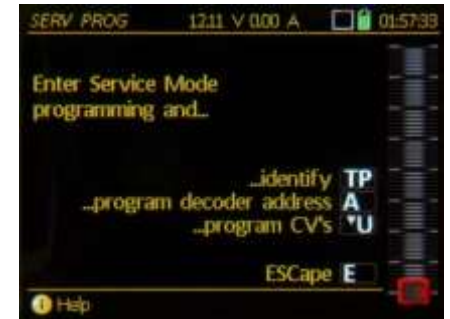 SERV PROG 12.11 V 0.00 A 01:57:33
Enter Service Mode
programming and...
...identify TP
...program decoder address A
...program CV's ▾U
ESCape E
i Help